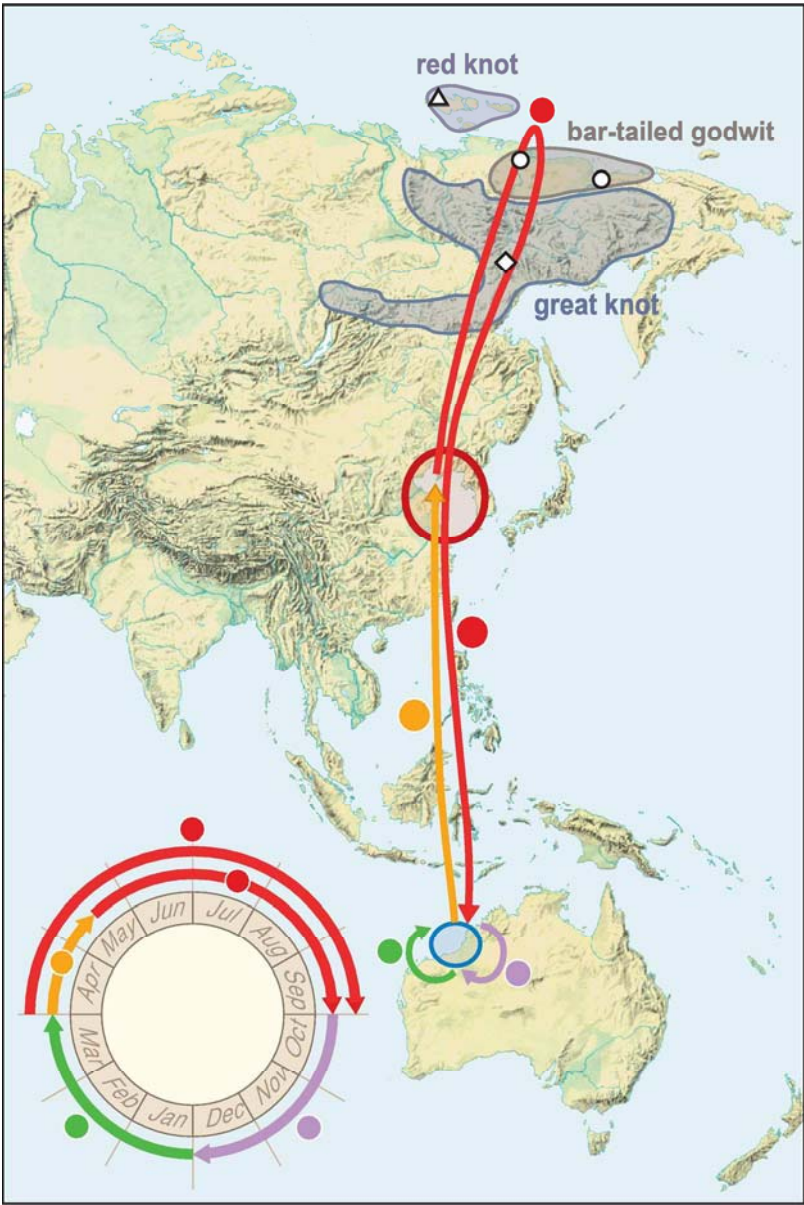 red knot
bar-tailed godwit
great knot
Jun
Jul
May
Aug
Apr
Sep
Mar
Oct
Feb
Nov
Jan
Dec